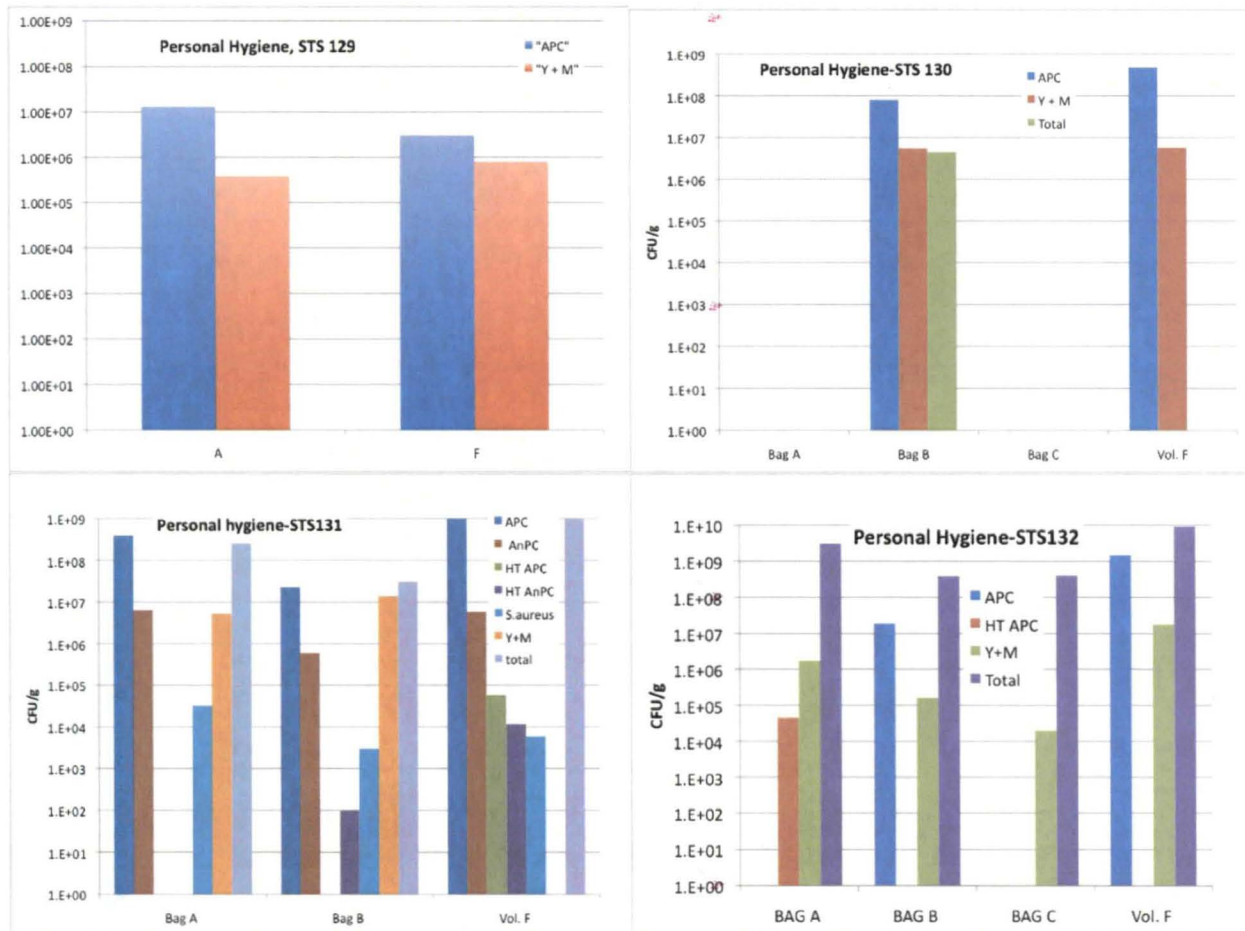 Personal Hygiene, STS 129
"APC"
"Y + M"
1.00E+09
1.00E+08
1.00E+07
1.00E+06
1.00E+05
1.00E+04
1.00E+03
1.00E+02
1.00E+01
1.00E+00
A F
Personal Hygiene-STS 130
APC
Y + M
Total
CFU/g
1.E+09
1.E+08
1.E+07
1.E+06
1.E+05
1.E+04
1.E+03
1.E+02
1.E+01
1.E+00
Bag A Bag B Bag C Vol. F
Personal hygiene-STS131
APC
AnPC
HT APC
HT AnPC
S.aureus
Y+M
total
CFU/g
1.E+09
1.E+08
1.E+07
1.E+06
1.E+05
1.E+04
1.E+03
1.E+02
1.E+01
1.E+00
Bag A Bag B Vol. F
Personal Hygiene-STS132
APC
HT APC
Y+M
Total
CFU/g
1.E+10
1.E+09
1.E+08
1.E+07
1.E+06
1.E+05
1.E+04
1.E+03
1.E+02
1.E+01
1.E+00
BAG A BAG B BAG C Vol. F